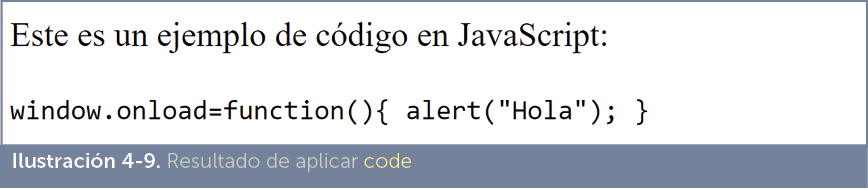 Este es un ejemplo de código en JavaScript:
window.onload=function(){ alert("Hola"); }
Ilustración 4-9. Resultado de aplicar code